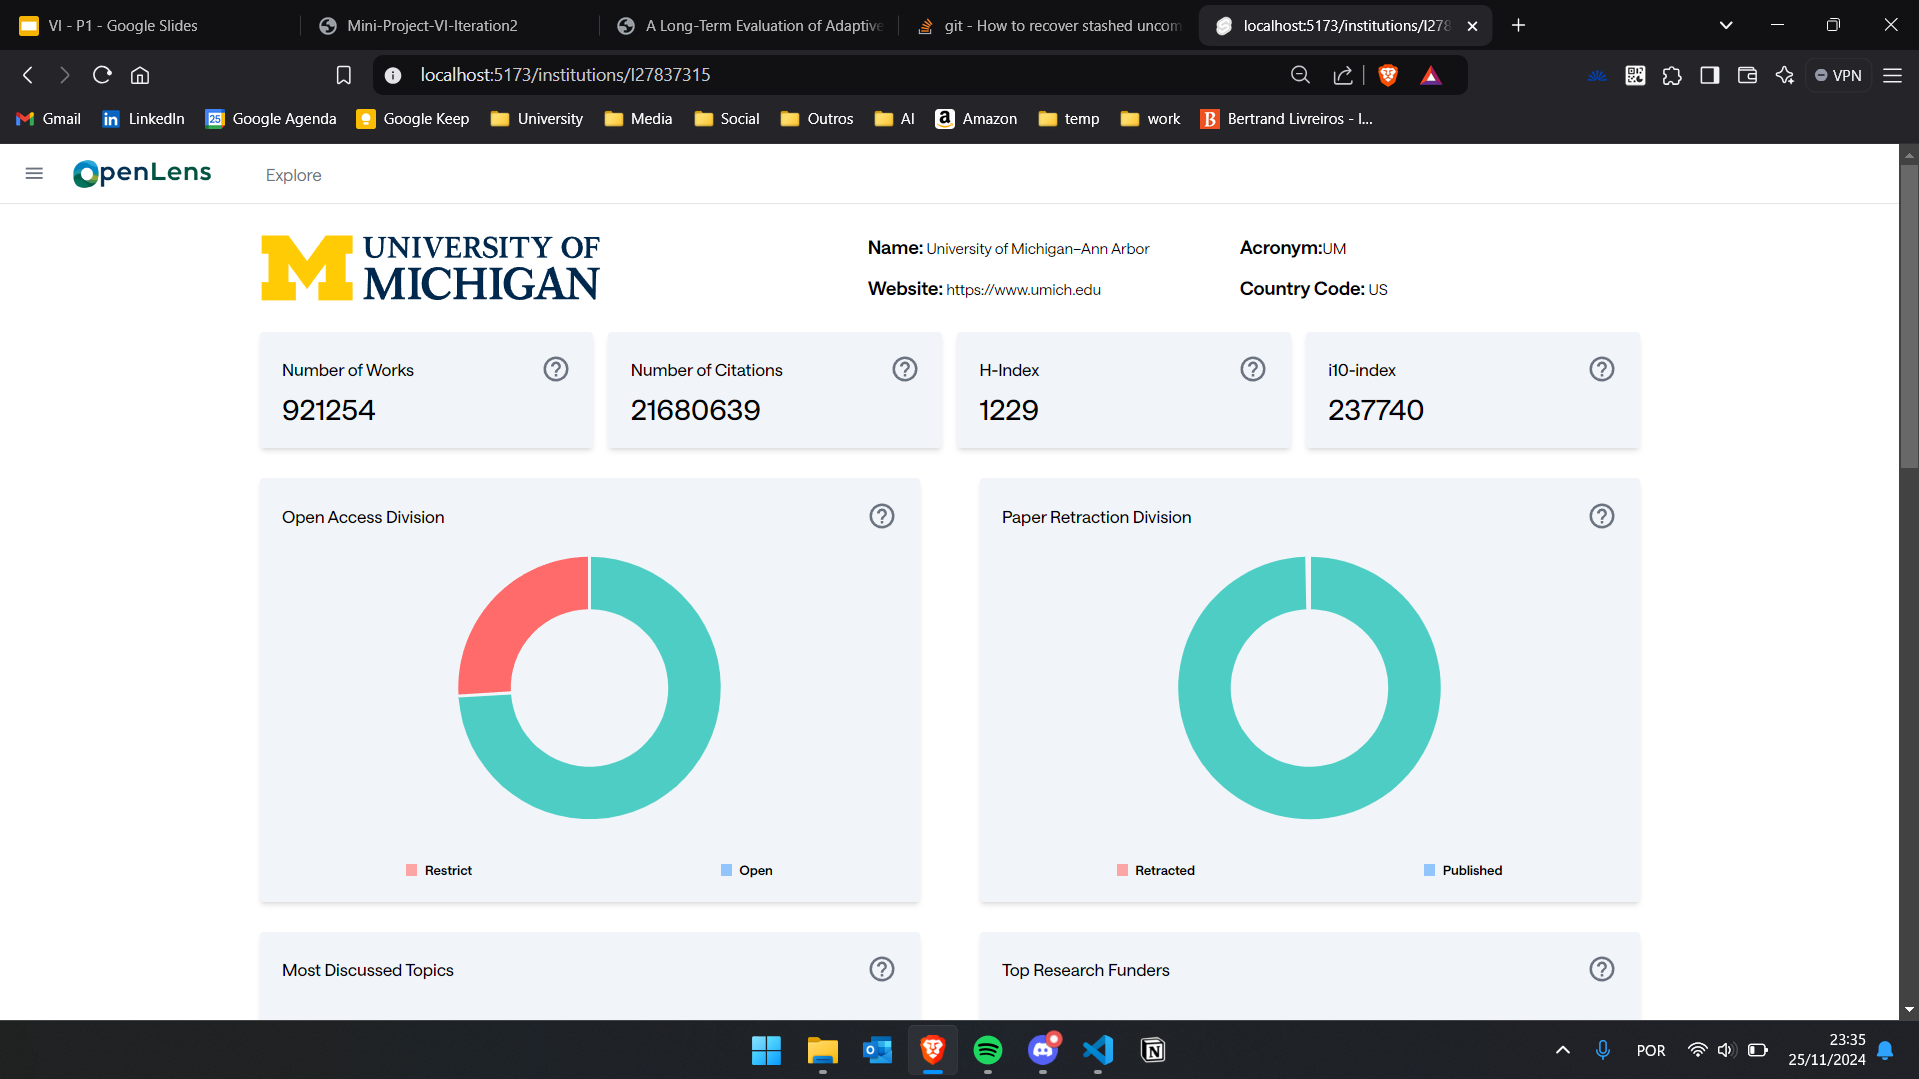 VI - P1 - Google Slides
Mini-Project-VI-Iteration2
A Long-Term Evaluation of Adaptive
git - How to recover stashed uncom
localhost:5173/institutions/I278
localhost:5173/institutions/I27837315
VPN
Gmail
LinkedIn
Google Agenda
Google Keep
University
Media
Social
Outros
AI
Amazon
temp
work
Bertrand Livreiros - I...
OpenLens
Explore
UNIVERSITY OF
MICHIGAN
Name: University of Michigan–Ann Arbor
Acronym:UM
Website: https://www.umich.edu
Country Code: US
Number of Works
921254
Number of Citations
21680639
H-Index
1229
i10-index
237740
Open Access Division
Restrict
Open
Paper Retraction Division
Retracted
Published
Most Discussed Topics
Top Research Funders
POR
23:35
25/11/2024